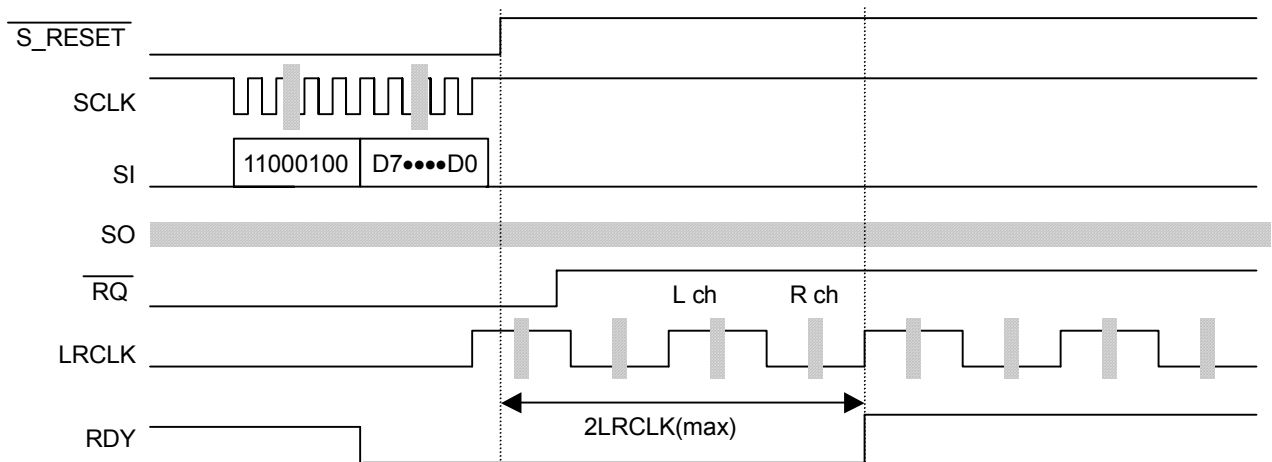 S_RESET
SCLK
SI
11000100 D7●●●●D0
SO
RQ
L ch R ch
LRCLK
2LRCLK(max)
RDY